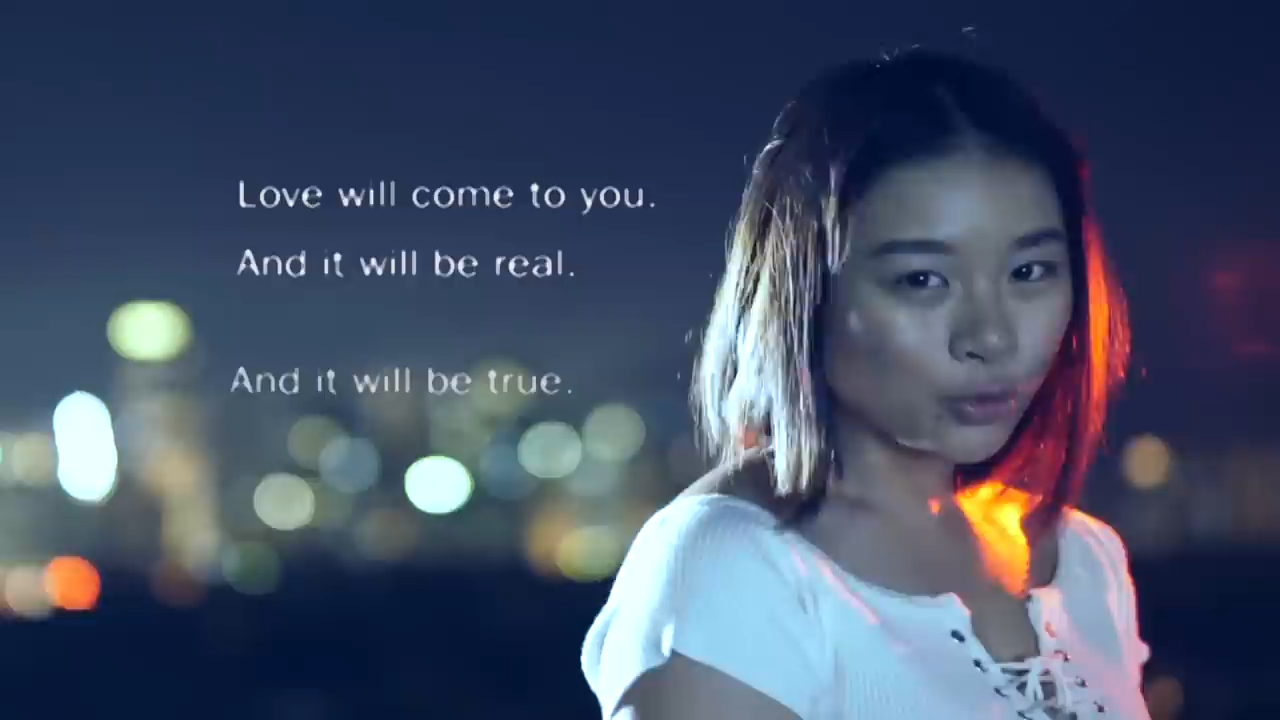 Love will come to you.
And it will be real.
And it will be true.